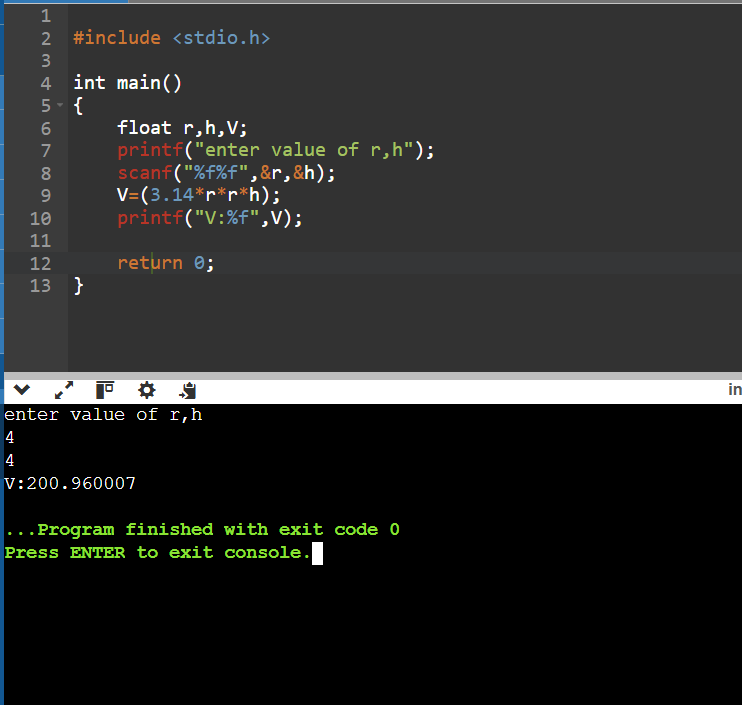 1
2 #include <stdio.h>
3
4 int main()
5 {
6     float r,h,V;
7     printf("enter value of r,h");
8     scanf("%f%f",&r,&h);
9     V=(3.14*r*r*h);
10     printf("V:%f",V);
11
12     return 0;
13 }
in
enter value of r,h
4
4
V:200.960007
...Program finished with exit code 0
Press ENTER to exit console.